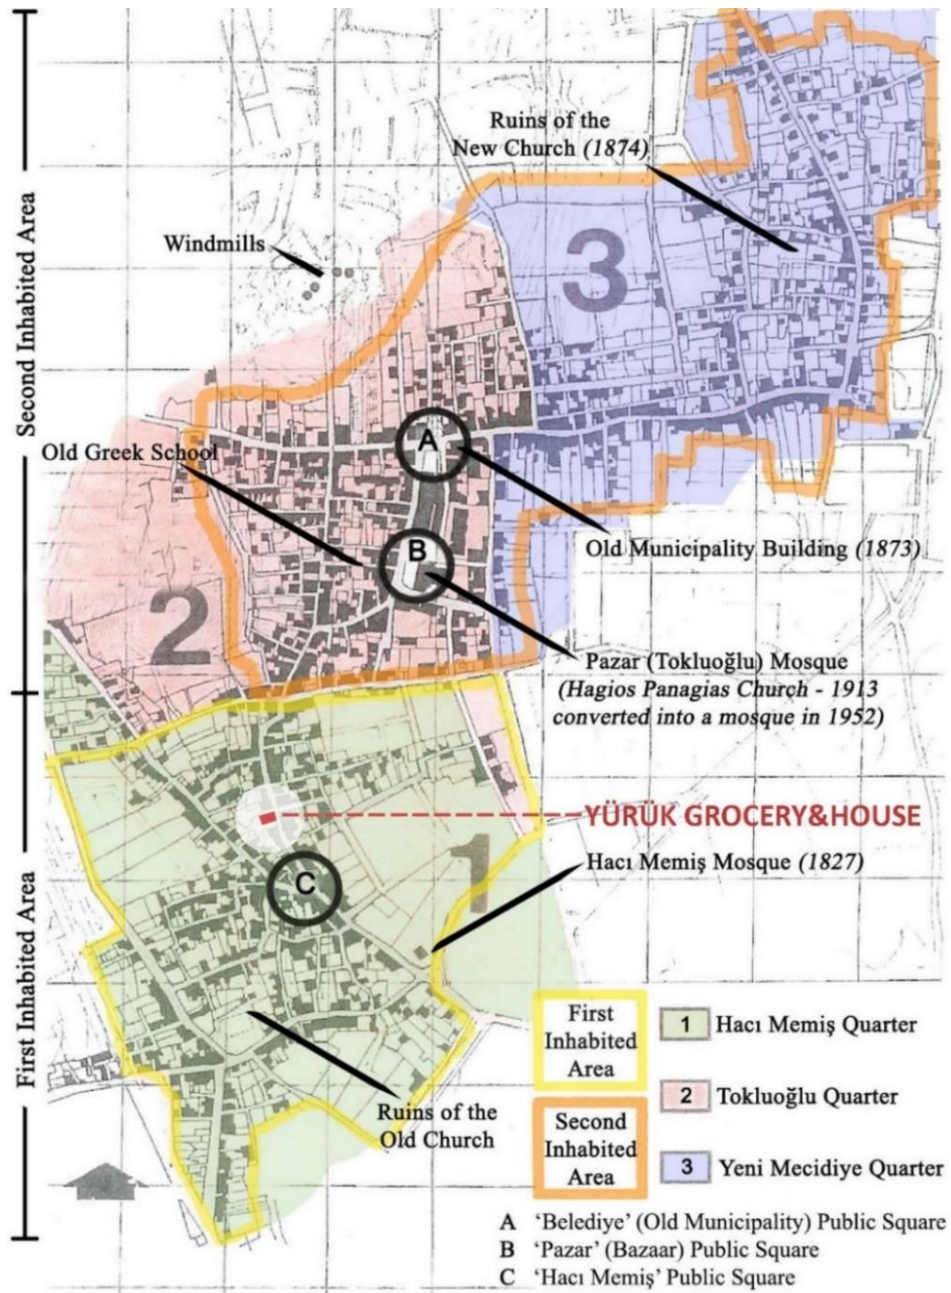 Second Inhabited Area
First Inhabited Area
Ruins of the
New Church (1874)
Windmills
3
A
Old Greek School
B
Old Municipality Building (1873)
2
Pazar (Tokluoğlu) Mosque
(Hagios Panagias Church - 1913
converted into a mosque in 1952)
YÜRÜK GROCERY&HOUSE
1
Hacı Memiş Mosque (1827)
C
Ruins of the
Old Church
First
Inhabited
Area
Second
Inhabited
Area
1 Hacı Memiş Quarter
2 Tokluoğlu Quarter
3 Yeni Mecidiye Quarter
A 'Belediye' (Old Municipality) Public Square
B 'Pazar' (Bazaar) Public Square
C 'Hacı Memiş' Public Square